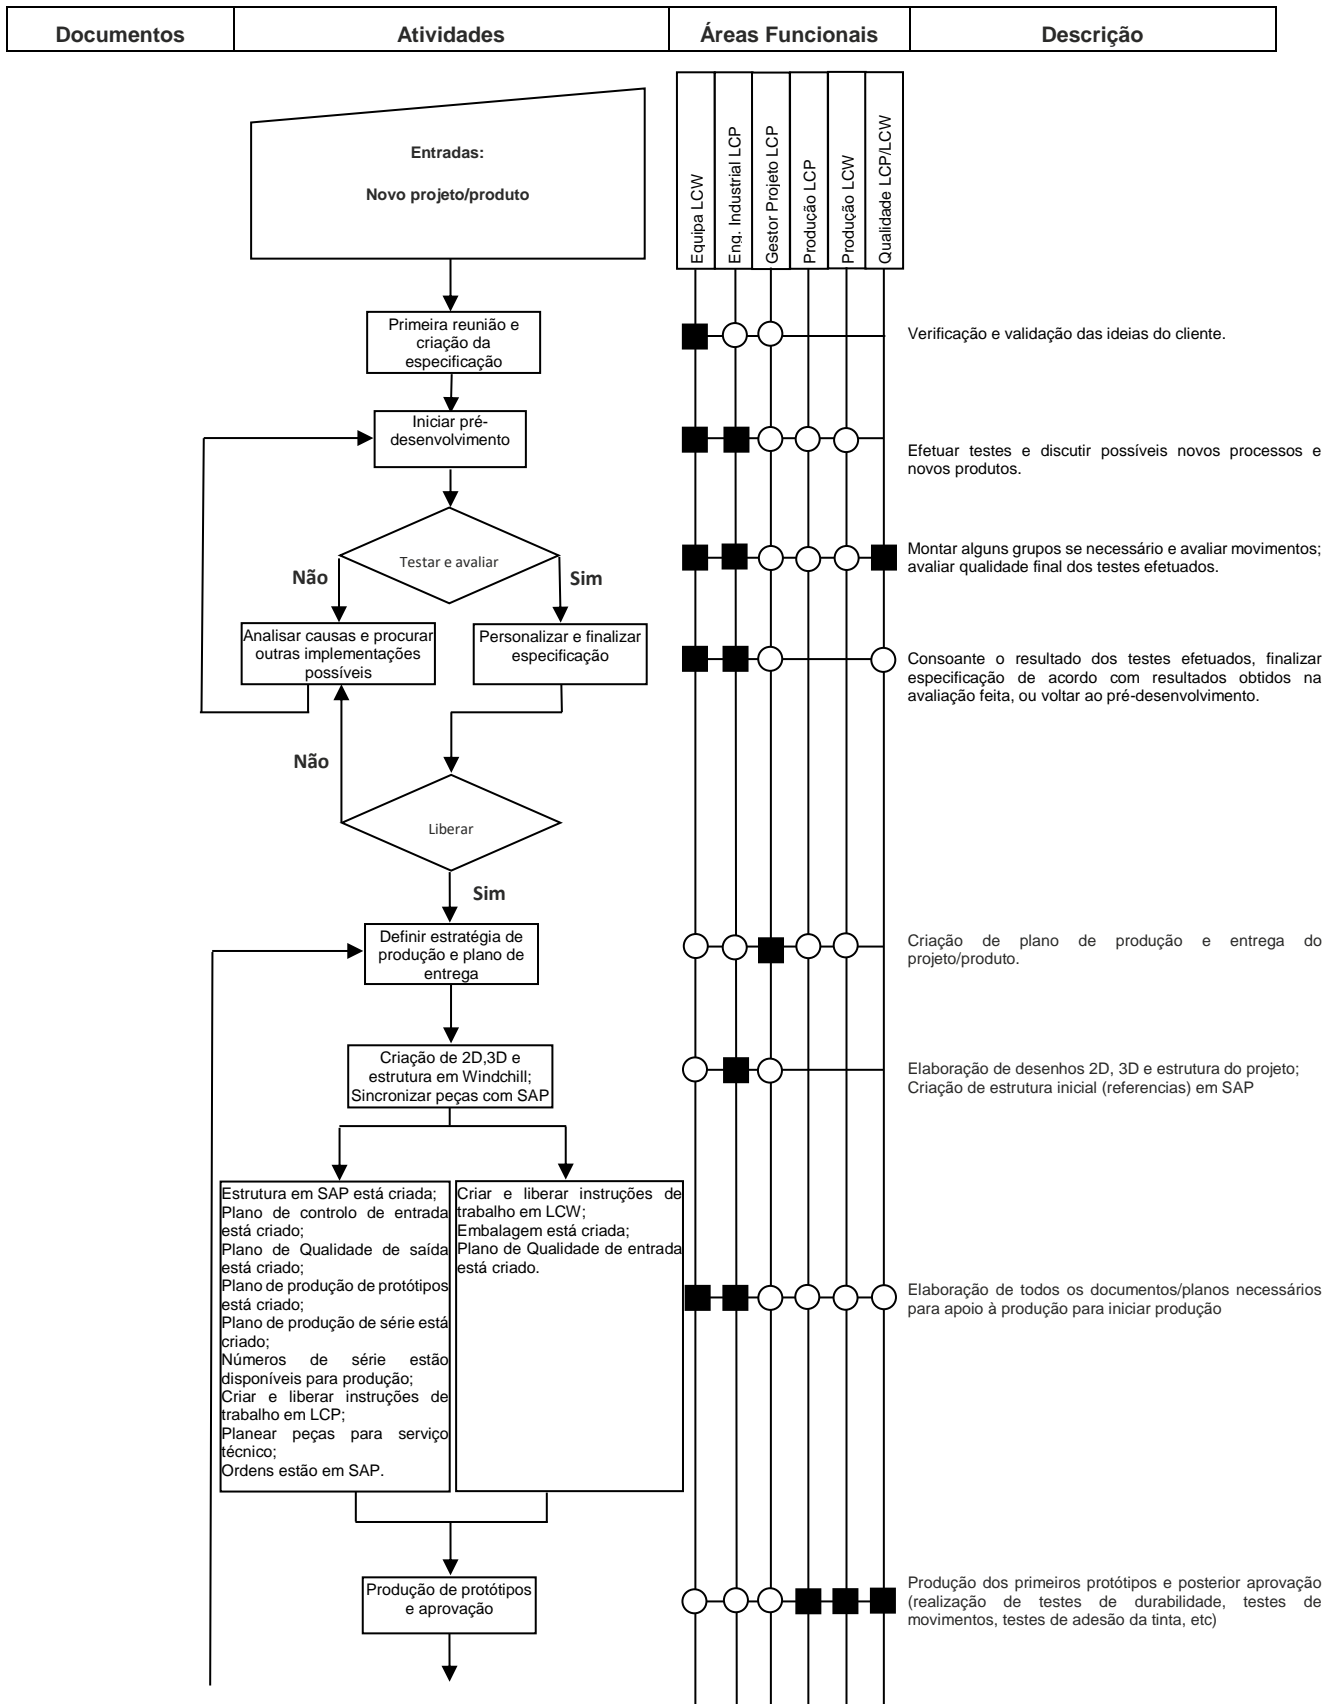 Documentos
Atividades
Áreas Funcionais
Descrição
Entradas:
Novo projeto/produto
Equipa LCW
Eng. Industrial LCP
Gestor Projeto LCP
Produção LCP
Produção LCW
Qualidade LCP/LCW
Primeira reunião e
criação da
especificação
Verificação e validação das ideias do cliente.
Iniciar pré-
desenvolvimento
Efetuar testes e discutir possíveis novos processos e
novos produtos.
Testar e avaliar
Não
Sim
Montar alguns grupos se necessário e avaliar movimentos;
avaliar qualidade final dos testes efetuados.
Analisar causas e procurar
outras implementações
possíveis
Personalizar e finalizar
especificação
Consoante o resultado dos testes efetuados, finalizar
especificação de acordo com resultados obtidos na
avaliação feita, ou voltar ao pré-desenvolvimento.
Não
Liberar
Sim
Definir estratégia de
produção e plano de
entrega
Criação de plano de produção e entrega do
projeto/produto.
Criação de 2D,3D e
estrutura em Windchill;
Sincronizar peças com SAP
Elaboração de desenhos 2D, 3D e estrutura do projeto;
Criação de estrutura inicial (referencias) em SAP
Estrutura em SAP está criada;
Plano de controlo de entrada
está criado;
Plano de Qualidade de saída
está criado;
Plano de produção de protótipos
está criado;
Plano de produção de série está
criado;
Números de série estão
disponíveis para produção;
Criar e liberar instruções de
trabalho em LCP;
Planear peças para serviço
técnico;
Ordens estão em SAP.
Criar e liberar instruções de
trabalho em LCW;
Embalagem está criada;
Plano de Qualidade de entrada
está criado.
Elaboração de todos os documentos/planos necessários
para apoio à produção para iniciar produção
Produção de protótipos
e aprovação
Produção dos primeiros protótipos e posterior aprovação
(realização de testes de durabilidade, testes de
movimentos, testes de adesão da tinta, etc)